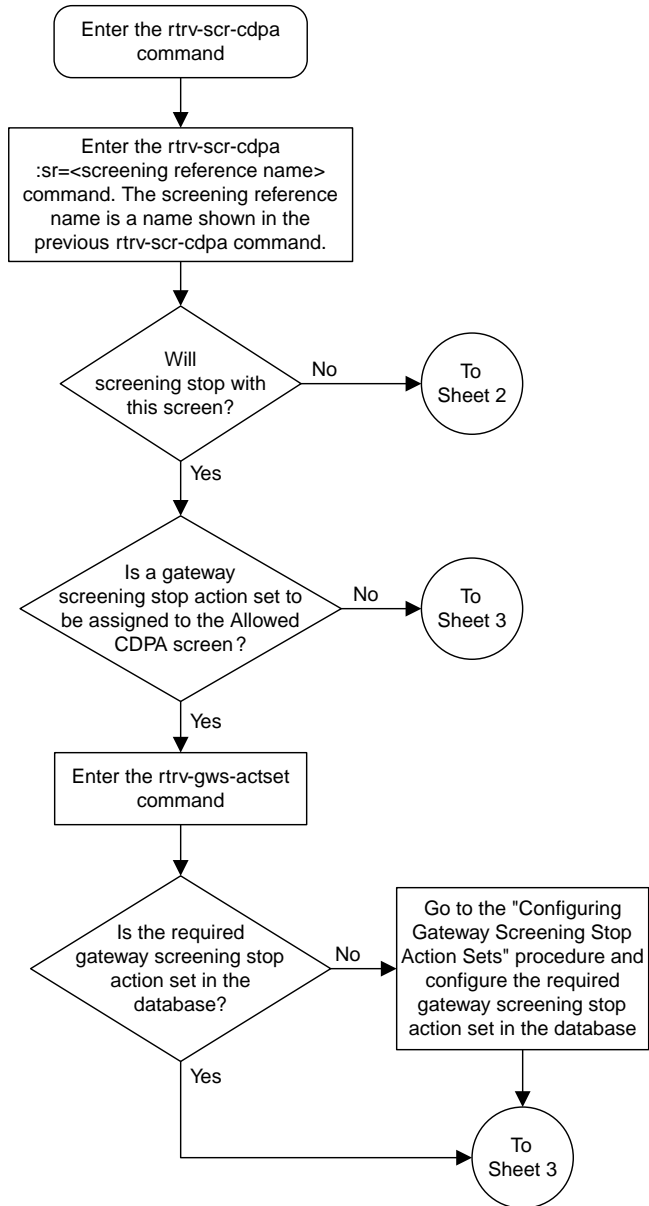 Enter the rtrv-scr-cdpa
command
Enter the rtrv-scr-cdpa
:sr=<screening reference name>
command. The screening reference
name is a name shown in the
previous rtrv-scr-cdpa command.
Will
screening stop with
this screen?
No
To
Sheet 2
Yes
Is a gateway
screening stop action set to
be assigned to the Allowed
CDPA screen?
No
To
Sheet 3
Yes
Enter the rtrv-gws-actset
command
Is the required
gateway screening stop
action set in the
database?
No
Go to the "Configuring
Gateway Screening Stop
Action Sets" procedure and
configure the required
gateway screening stop
action set in the database
Yes
To
Sheet 3